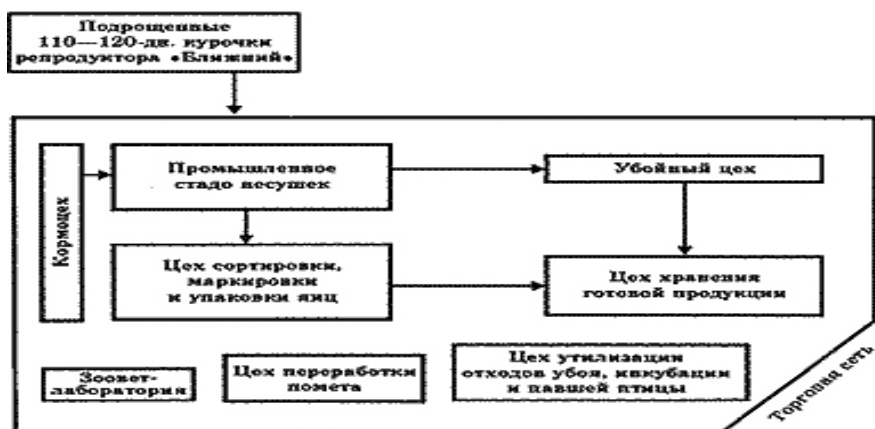 Подрощенные
110—120-дн. курочки
репродуктора «Ближний»
Кормоцех
Промышленное
стадо несушек
Убойный цех
Цех сортировки,
маркировки
и упаковки яиц
Цех хранения
готовой продукции
Зоовет-
лаборатория
Цех переработки
помета
Цех утилизации
отходов убоя, инкубации
и павшей птицы
Торговая сеть